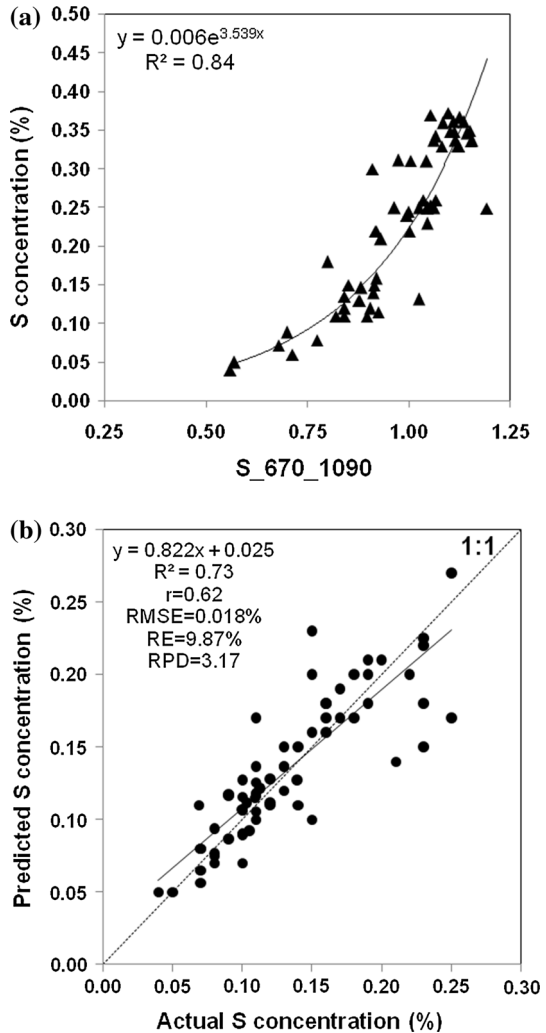 (a)
0.50
y = 0.006e^3.539x
R² = 0.84
0.45
0.40
0.35
0.30
0.25
0.20
0.15
0.10
0.05
0.00
S concentration (%)
0.25 0.50 0.75 1.00 1.25
S_670_1090
(b)
0.30
y = 0.822x + 0.025
R² = 0.73
r=0.62
RMSE=0.018%
RE=9.87%
RPD=3.17
1:1
0.25
0.20
0.15
0.10
0.05
0.00
Predicted S concentration (%)
0.00 0.05 0.10 0.15 0.20 0.25 0.30
Actual S concentration (%)